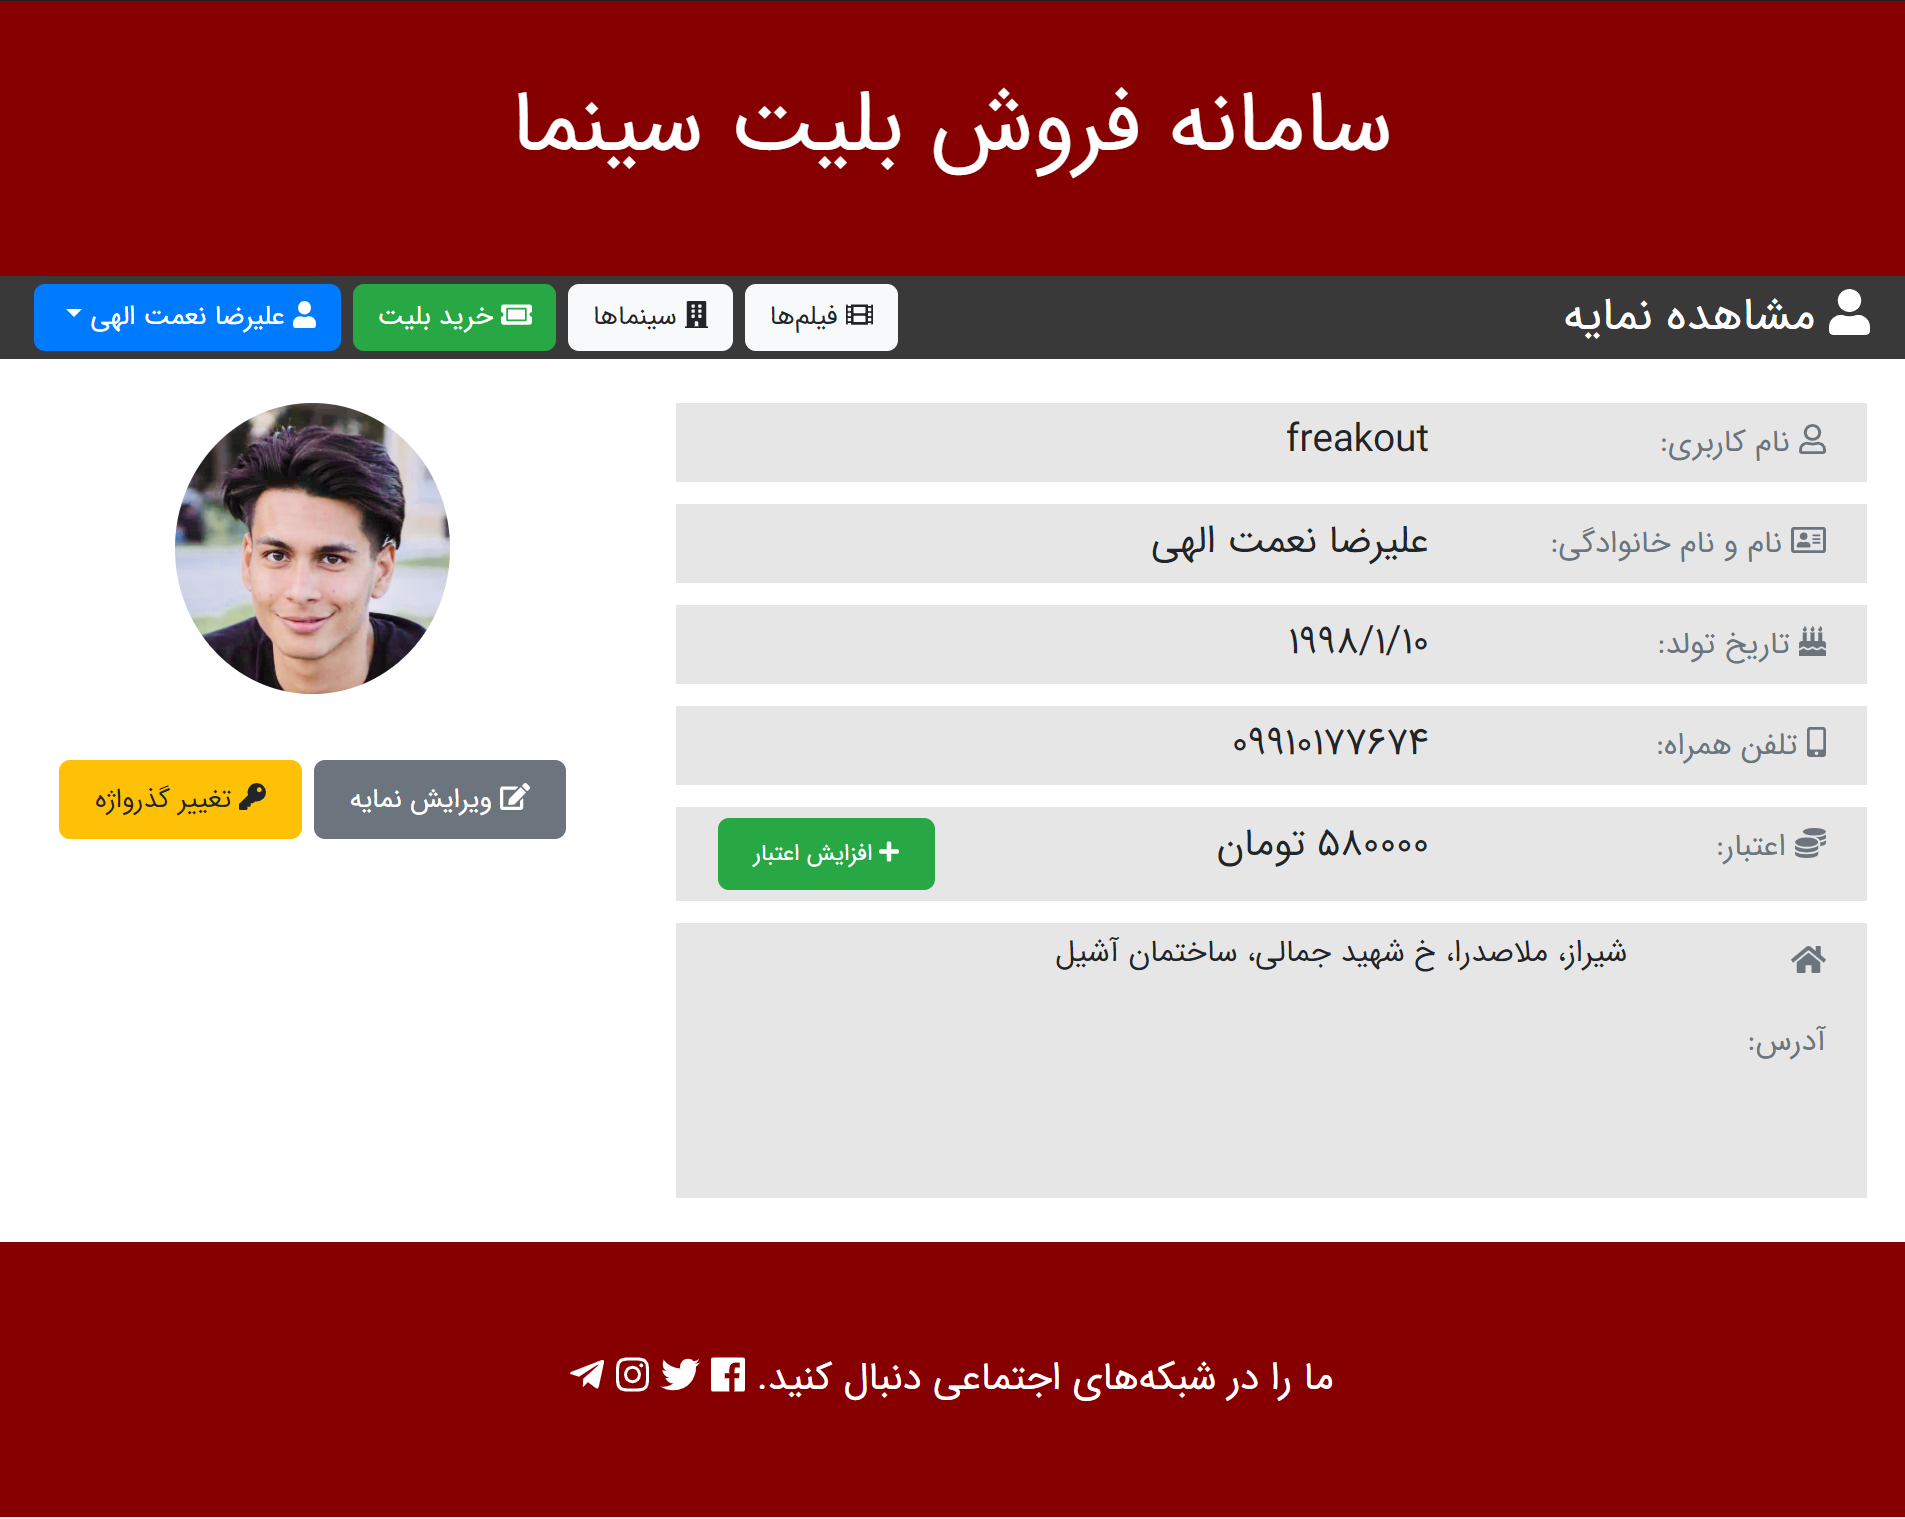 سامانه فروش بلیت سینما
مشاهده نمایه
فیلم‌ها
سینماها
خرید بلیت
علیرضا نعمت الهی
نام کاربری: freakout
نام و نام خانوادگی: علیرضا نعمت الهی
تاریخ تولد: ۱۹۹۸/۱/۱۰
تلفن همراه: ۰۹۹۱۰۱۷۷۶۷۴
اعتبار: ۵۸۰۰۰۰ تومان
افزایش اعتبار
شیراز، ملاصدرا، خ شهید جمالی، ساختمان آشیل
آدرس:
ویرایش نمایه
تغییر گذرواژه
ما را در شبکه‌های اجتماعی دنبال کنید.